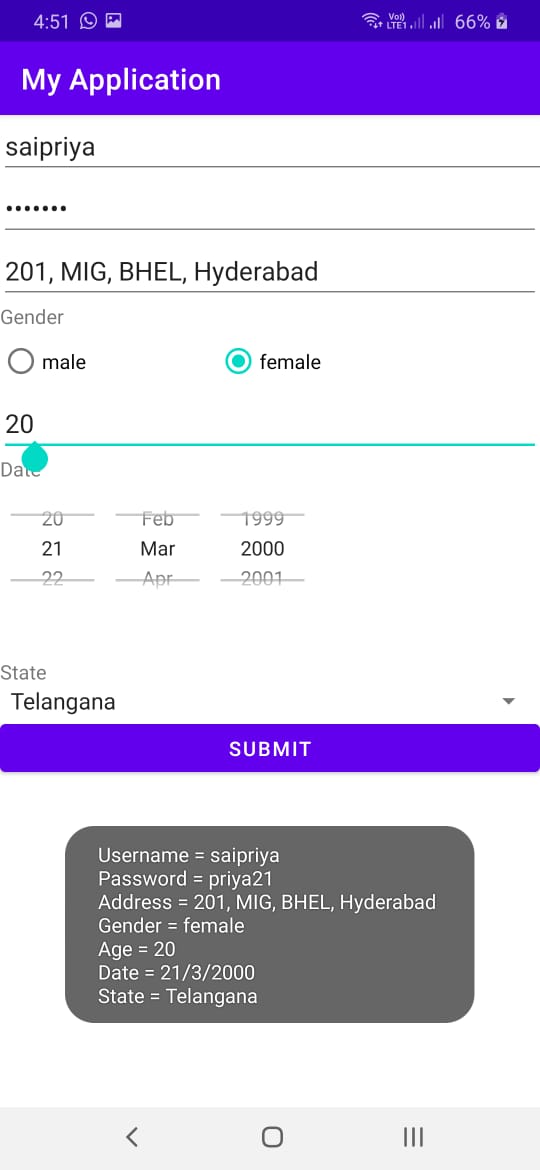 4:51 Vo)) LTE1 66%
My Application
saipriya
•••••••
201, MIG, BHEL, Hyderabad
Gender
male female
20
Date
20 Feb 1999
21 Mar 2000
22 Apr 2001
State
Telangana
SUBMIT
Username = saipriya
Password = priya21
Address = 201, MIG, BHEL, Hyderabad
Gender = female
Age = 20
Date = 21/3/2000
State = Telangana